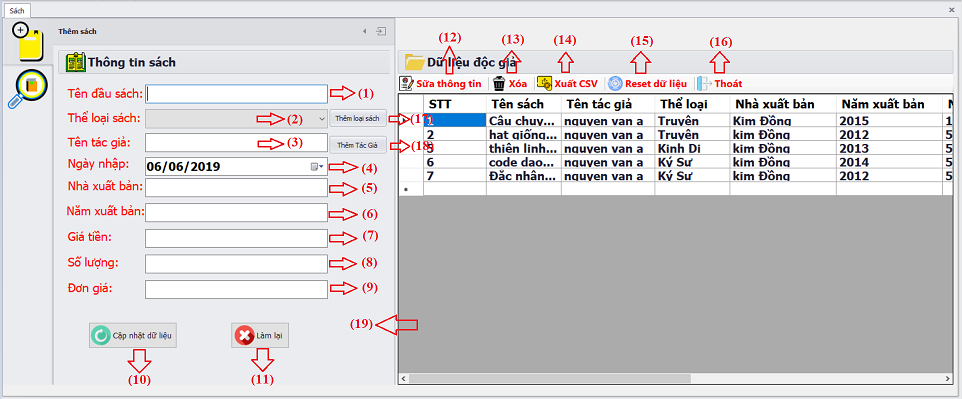 Sách
Thêm sách
Thông tin sách
Tên đầu sách: (1)
Thể loại sách: (2) Thêm loại sách (17)
Tên tác giả: (3) Thêm Tác Giả (18)
Ngày nhập: 06/06/2019 (4)
Nhà xuất bản: (5)
Năm xuất bản: (6)
Giá tiền: (7)
Số lượng: (8)
Đơn giá: (9)
Cập nhật dữ liệu Làm lại
(10) (11)
(12) (13) (14) (15) (16)
Dữ liệu độc giả
Sữa thông tin Xóa Xuất CSV Reset dữ liệu Thoát
STT Tên sách Tên tác giả Thể loại Nhà xuất bản Năm xuất bản N
1 Câu chuy... nguyen van a Truyện Kim Đồng 2015 1
2 hat giống... nguyen van a Truyện kim Đồng 2012 5
thiên linh... nguyen van a Kinh Dị kim Đồng 2013 5
6 code dao... nguyen van a Ký Sư kim Đồng 2014 5
7 Đắc nhân... nguyen van a Ký Sư kim Đồng 2012 5
(19)